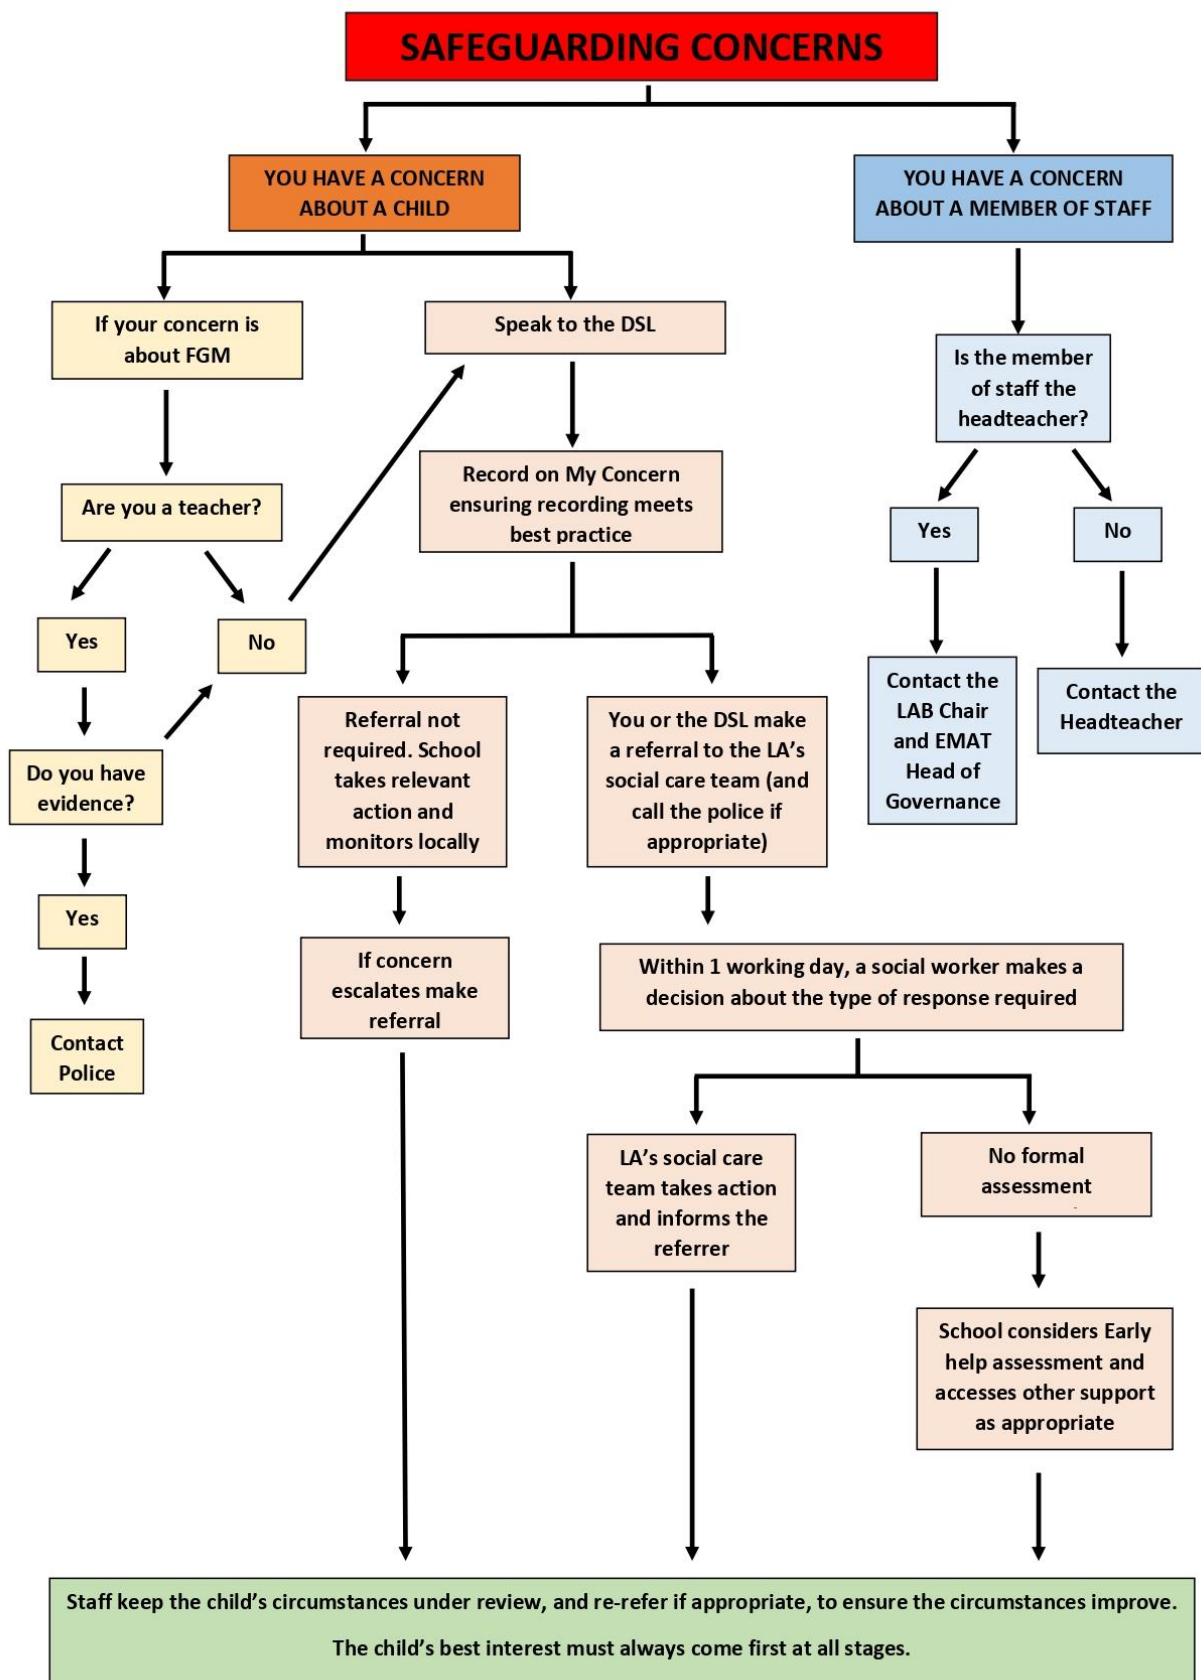 SAFEGUARDING CONCERNS
YOU HAVE A CONCERN
ABOUT A CHILD
YOU HAVE A CONCERN
ABOUT A MEMBER OF STAFF
If your concern is
about FGM
Speak to the DSL
Is the member
of staff the
headteacher?
Are you a teacher?
Record on My Concern
ensuring recording meets
best practice
Yes
No
Yes
No
Do you have
evidence?
Referral not
required. School
takes relevant
action and
monitors locally
You or the DSL make
a referral to the LA’s
social care team (and
call the police if
appropriate)
Contact the
LAB Chair
and EMAT
Head of
Governance
Contact the
Headteacher
Yes
Contact
Police
If concern
escalates make
referral
Within 1 working day, a social worker makes a
decision about the type of response required
LA’s social care
team takes action
and informs the
referrer
No formal
assessment
School considers Early
help assessment and
accesses other support
as appropriate
Staff keep the child’s circumstances under review, and re-refer if appropriate, to ensure the circumstances improve.
The child’s best interest must always come first at all stages.